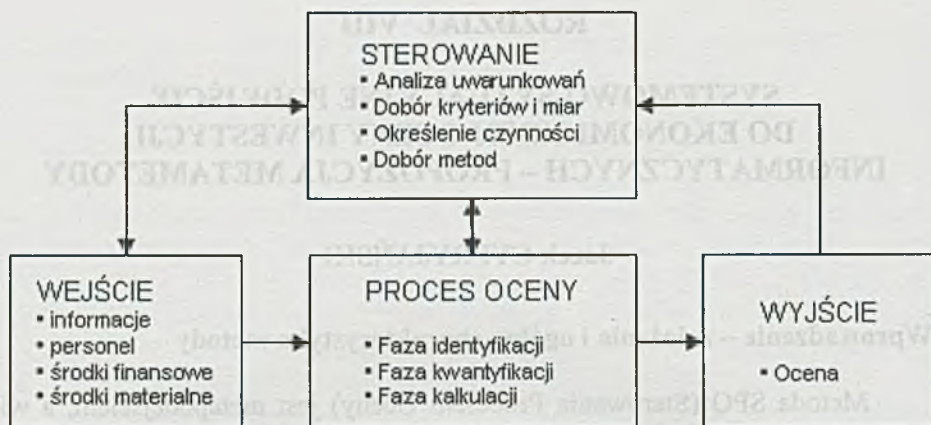 STEROWANIE
▪ Analiza uwarunkowań
▪ Dobór kryteriów i miar
▪ Określenie czynności
▪ Dobór metod
WEJŚCIE
▪ informacje
▪ personel
▪ środki finansowe
▪ środki materialne
PROCES OCENY
▪ Faza identyfikacji
▪ Faza kwantyfikacji
▪ Faza kalkulacji
WYJŚCIE
▪ Ocena